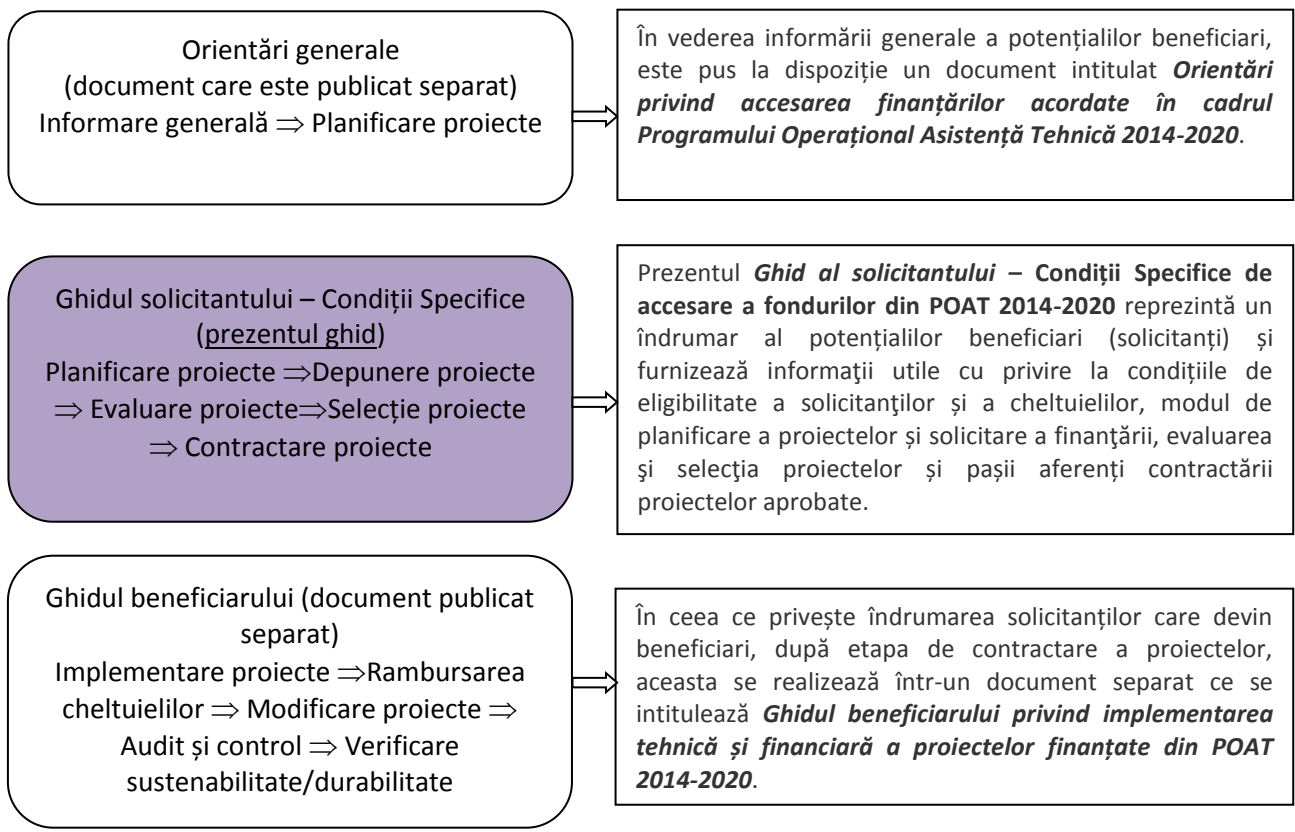 Orientări generale
(document care este publicat separat)
Informare generală ⇒ Planificare proiecte
În vederea informării generale a potențialilor beneficiari,
este pus la dispoziție un document intitulat Orientări
privind accesarea finanțărilor acordate în cadrul
Programului Operațional Asistență Tehnică 2014-2020.
Ghidul solicitantului – Condiții Specifice
(prezentul ghid)
Planificare proiecte ⇒Depunere proiecte
⇒ Evaluare proiecte⇒Selecție proiecte
⇒ Contractare proiecte
Prezentul Ghid al solicitantului – Condiții Specifice de
accesare a fondurilor din POAT 2014-2020 reprezintă un
îndrumar al potențialilor beneficiari (solicitanți) și
furnizează informaţii utile cu privire la condițiile de
eligibilitate a solicitanţilor și a cheltuielilor, modul de
planificare a proiectelor și solicitare a finanţării, evaluarea
şi selecţia proiectelor și pașii aferenți contractării
proiectelor aprobate.
Ghidul beneficiarului (document publicat
separat)
Implementare proiecte ⇒Rambursarea
cheltuielilor ⇒ Modificare proiecte ⇒
Audit și control ⇒ Verificare
sustenabilitate/durabilitate
În ceea ce privește îndrumarea solicitanților care devin
beneficiari, după etapa de contractare a proiectelor,
aceasta se realizează într-un document separat ce se
intitulează Ghidul beneficiarului privind implementarea
tehnică și financiară a proiectelor finanțate din POAT
2014-2020.